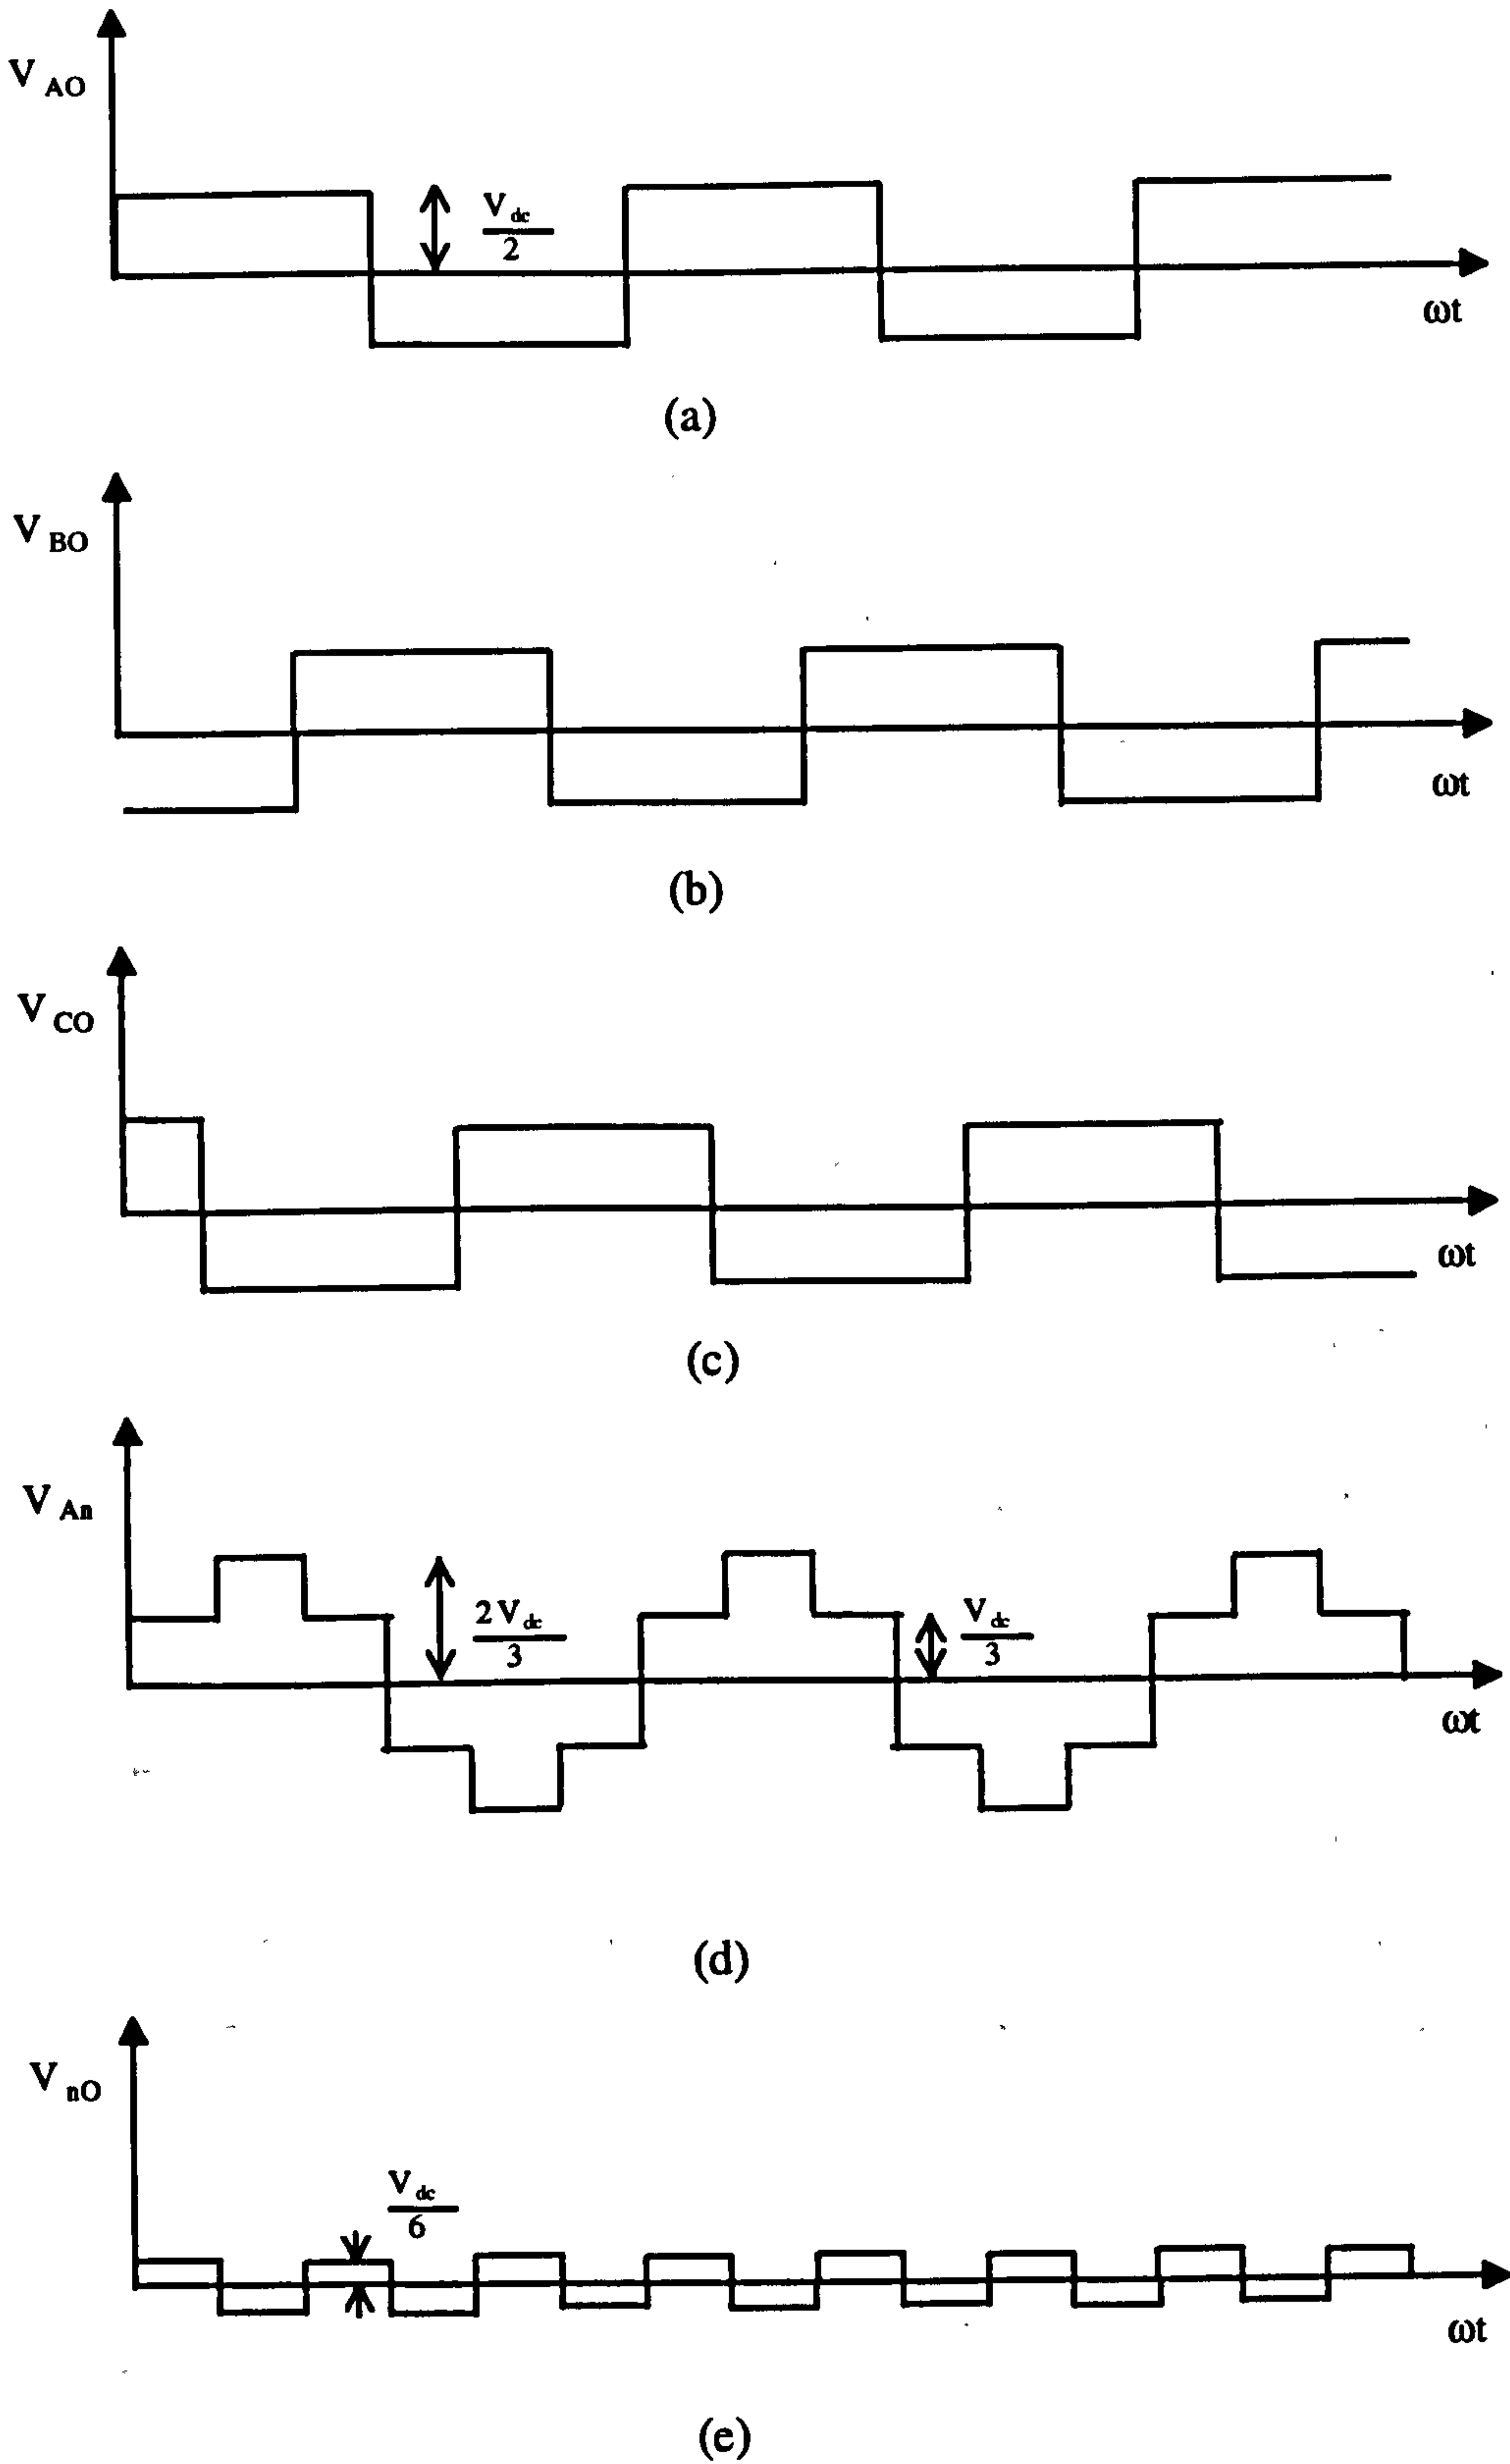 V AO
V dc
2
ωt
(a)
V BO
ωt
(b)
V CO
ωt
(c)
V An
2 V dc
3
V dc
3
ωt
(d)
V nO
V dc
6
ωt
(e)